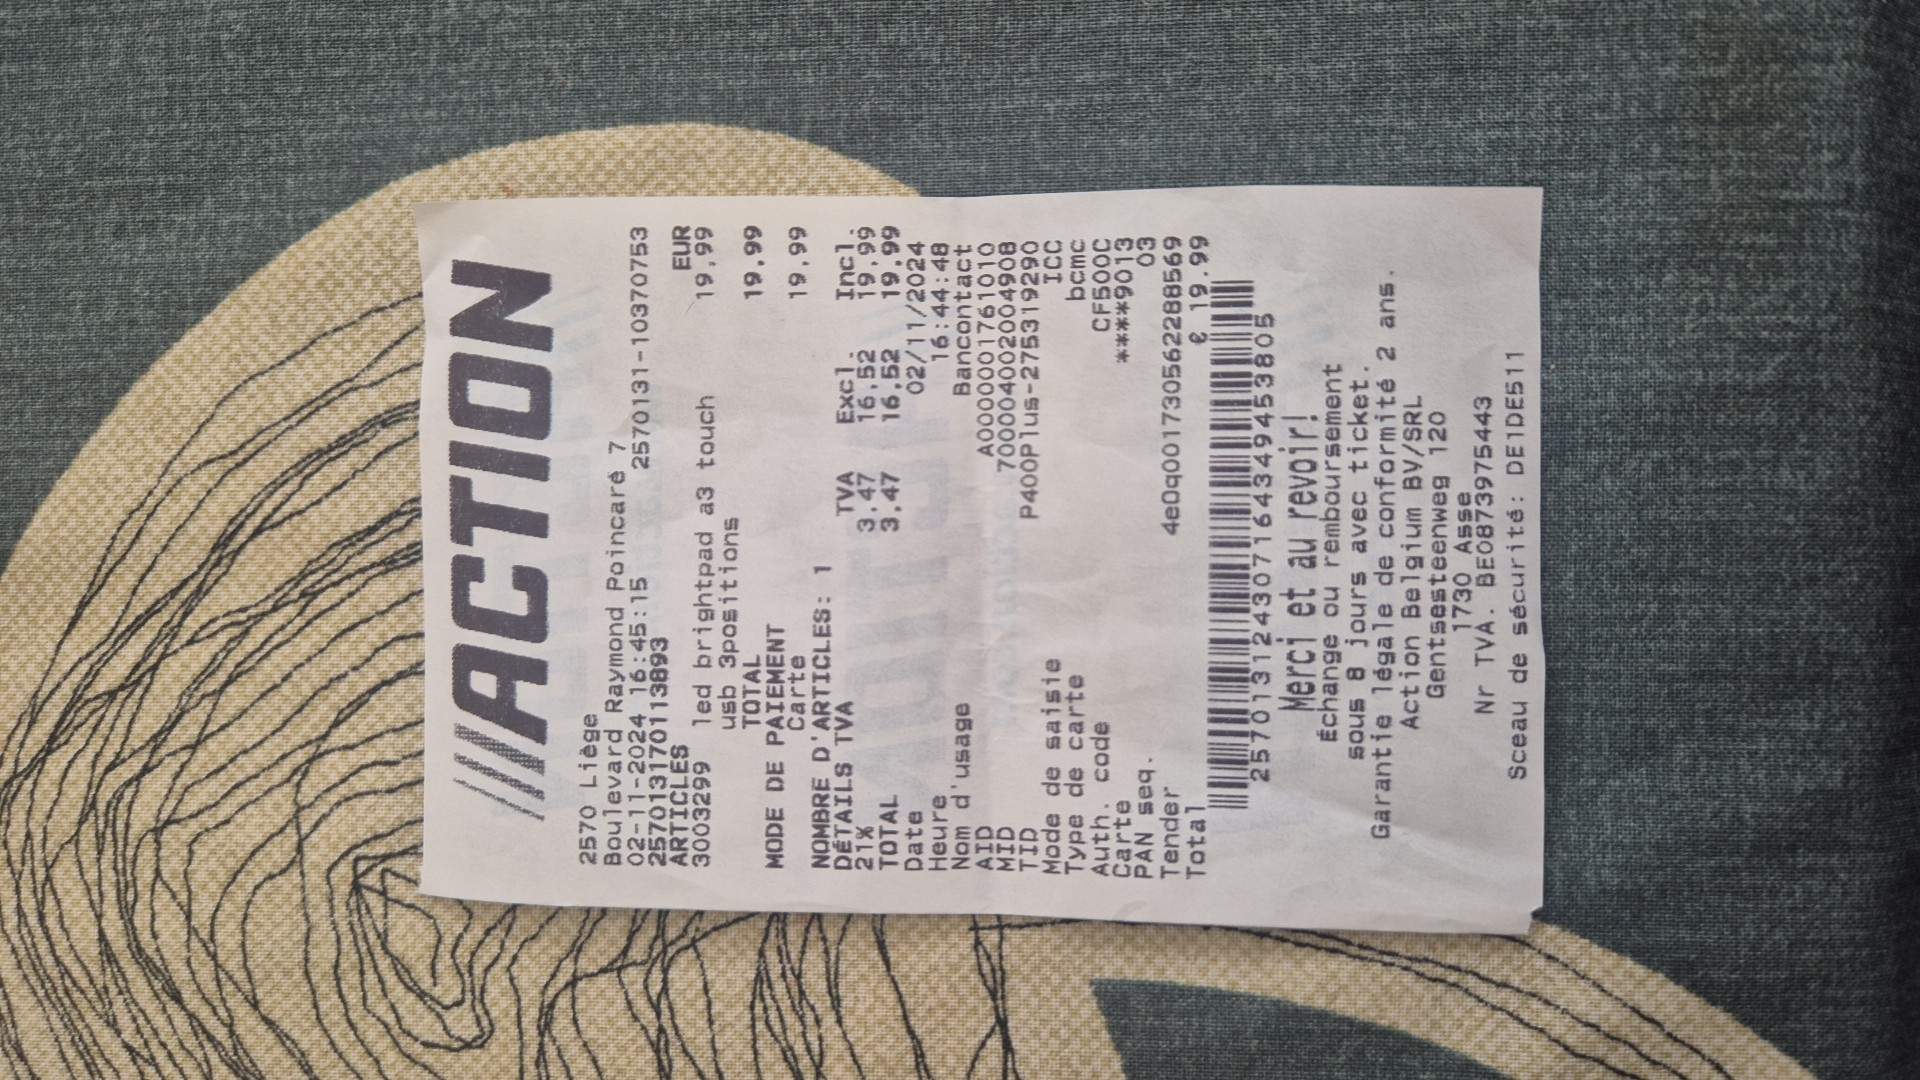 ACTION
2570 Liège
Boulevard Raymond Poincaré 7
02-11-2024 16:45:15 2570131-10370753
2570131701138​93
ARTICLES EUR
3003299 led brightpad a3 touch 19,99
usb 3positions
TOTAL 19,99
MODE DE PAIEMENT
Carte 19,99
NOMBRE D'ARTICLES: 1
DÉTAILS TVA TVA Excl. Incl.
21% 3.47 16,52 19,99
TOTAL 3.47 16,52 19,99
Date 02/11/2024
Heure 16:44:48
Nom d'usage Bancontact
AID A0000001761010
MID 700004002004908
TID P400Plus-275319290
Mode de saisie ICC
Type de carte bcmc
Auth. code CF500C
Carte ****9013
PAN seq. 03
Tender 4eQq001730562288569
Total € 19.99
2570131243071643494538​05
Merci et au revoir!
Échange ou remboursement
sous 8 jours avec ticket.
Garantie légale de conformité 2 ans.
Action Belgium BV/SRL
Gentsesteenweg 120
1730 Asse
Nr TVA. BE0873975443
Sceau de sécurité: DE1DE511